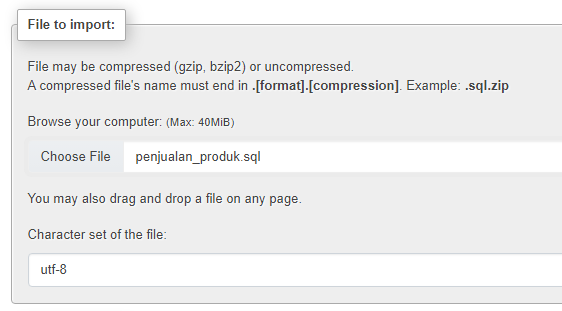 File to import:
File may be compressed (gzip, bzip2) or uncompressed.
A compressed file's name must end in .[format].[compression]. Example: .sql.zip
Browse your computer: (Max: 40MiB)
Choose File penjualan_produk.sql
You may also drag and drop a file on any page.
Character set of the file:
utf-8